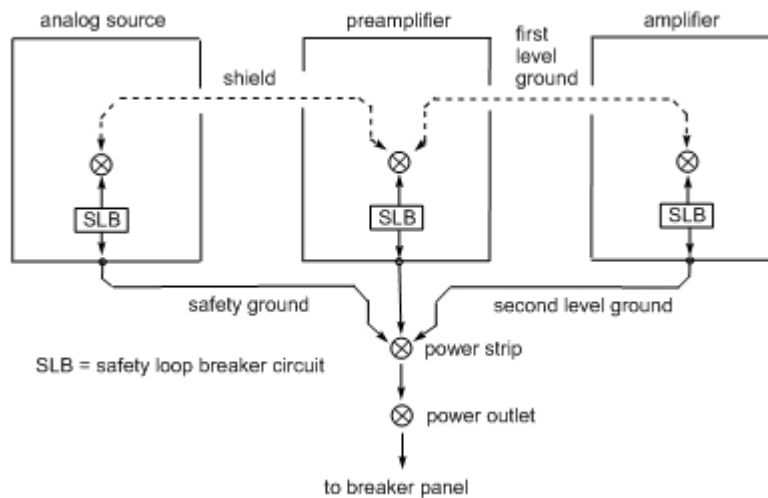 analog source
preamplifier
first
level
ground
amplifier
shield
SLB
SLB
SLB
safety ground
second level ground
SLB = safety loop breaker circuit
power strip
power outlet
to breaker panel